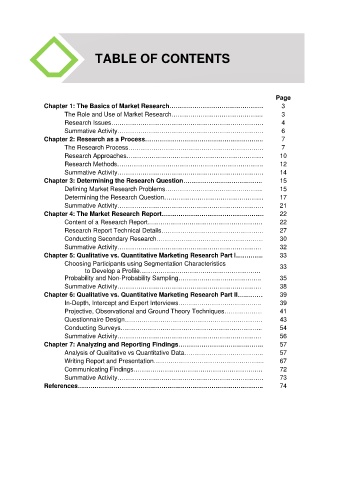 TABLE OF CONTENTS
Page
Chapter 1: The Basics of Market Research 3
The Role and Use of Market Research 3
Research Issues 4
Summative Activity 6
Chapter 2: Research as a Process 7
The Research Process 7
Research Approaches 10
Research Methods 12
Summative Activity 14
Chapter 3: Determining the Research Question 15
Defining Market Research Problems 15
Determining the Research Question 17
Summative Activity 21
Chapter 4: The Market Research Report 22
Content of a Research Report 22
Research Report Technical Details 27
Conducting Secondary Research 30
Summative Activity 32
Chapter 5: Qualitative vs. Quantitative Marketing Research Part I 33
Choosing Participants using Segmentation Characteristics
to Develop a Profile 33
Probability and Non-Probability Sampling 35
Summative Activity 38
Chapter 6: Qualitative vs. Quantitative Marketing Research Part II 39
In-Depth, Intercept and Export Interviews 39
Projective, Observational and Ground Theory Techniques 41
Questionnaire Design 43
Conducting Surveys 54
Summative Activity 56
Chapter 7: Analyzing and Reporting Findings 57
Analysis of Qualitative vs Quantitative Data 57
Writing Report and Presentation 67
Communicating Findings 72
Summative Activity 73
References 74